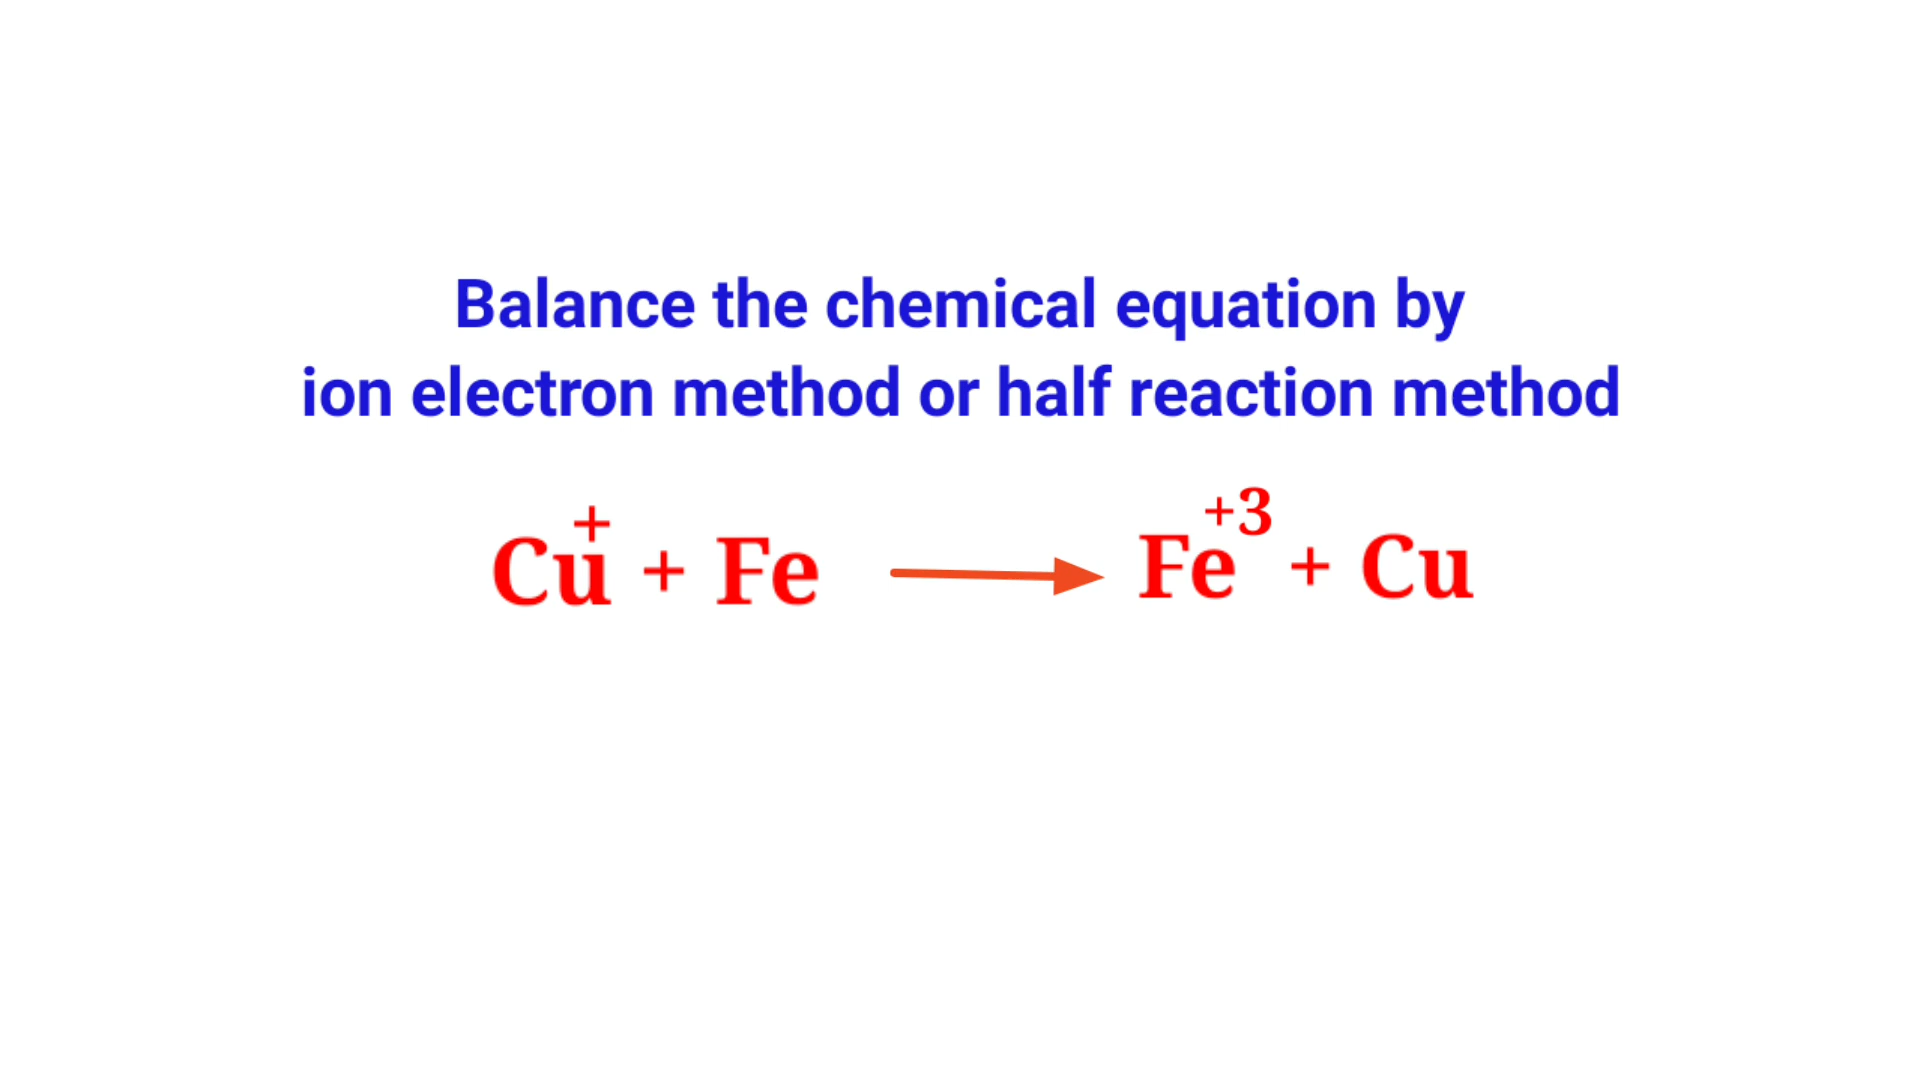 Balance the chemical equation by
ion electron method or half reaction method
Cu⁺ + Fe ⟶ Fe⁺³ + Cu